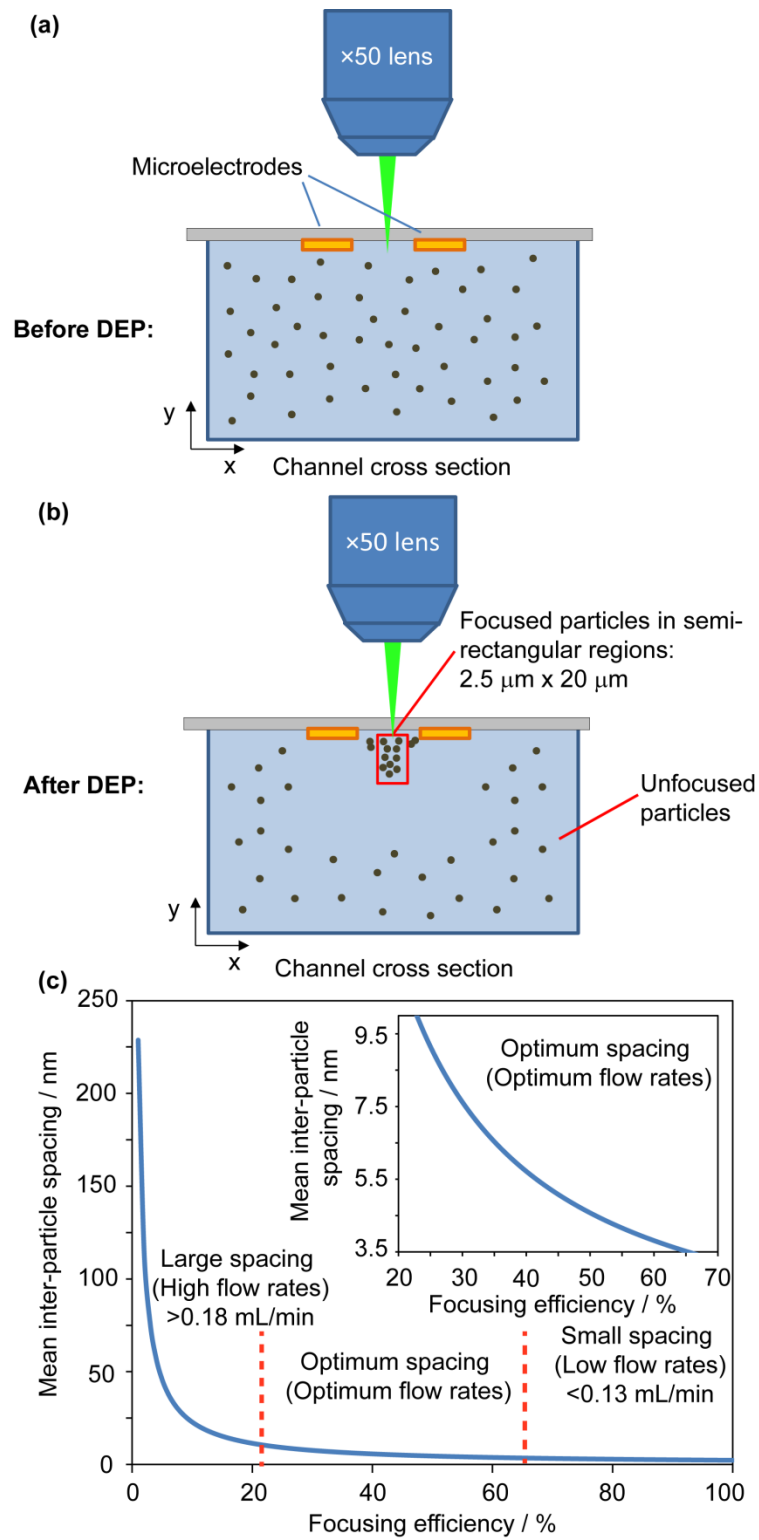 (a)
×50 lens
Microelectrodes
Before DEP:
y
x
Channel cross section
(b)
×50 lens
Focused particles in semi-
rectangular regions:
2.5 μm x 20 μm
After DEP:
Unfocused
particles
y
x
Channel cross section
(c)
Mean inter-particle spacing / nm
250
200
150
100
50
0
0
20
40
60
80
100
Focusing efficiency / %
Large spacing
(High flow rates)
>0.18 mL/min
Optimum spacing
(Optimum flow rates)
Small spacing
(Low flow rates)
<0.13 mL/min
Mean inter-particle
spacing / nm
9.5
7.5
5.5
3.5
20
30
40
50
60
70
Focusing efficiency / %
Optimum spacing
(Optimum flow rates)